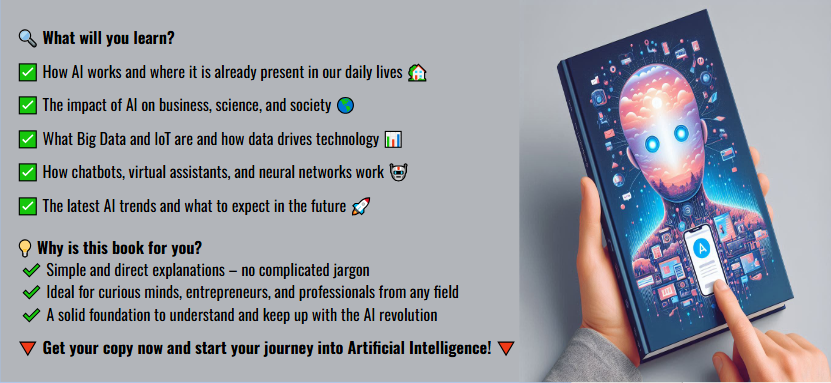 🔍 What will you learn?
✅ How AI works and where it is already present in our daily lives 🏠
✅ The impact of AI on business, science, and society 🌎
✅ What Big Data and IoT are and how data drives technology 📊
✅ How chatbots, virtual assistants, and neural networks work 🤖
✅ The latest AI trends and what to expect in the future 🚀
💡 Why is this book for you?
✔ Simple and direct explanations – no complicated jargon
✔ Ideal for curious minds, entrepreneurs, and professionals from any field
✔ A solid foundation to understand and keep up with the AI revolution
🔻 Get your copy now and start your journey into Artificial Intelligence! 🔻
A